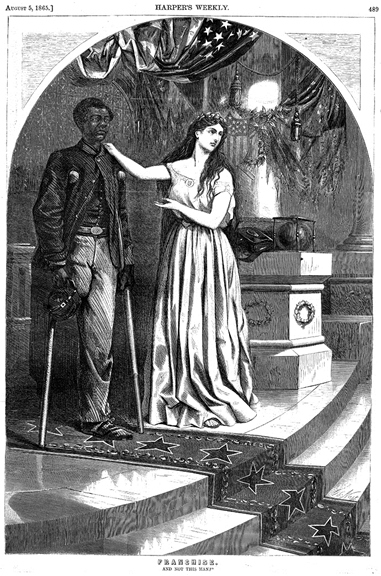 AUGUST 5, 1865.] HARPER'S WEEKLY. 489
FRANCHISE.
AND NOT THIS MAN?"